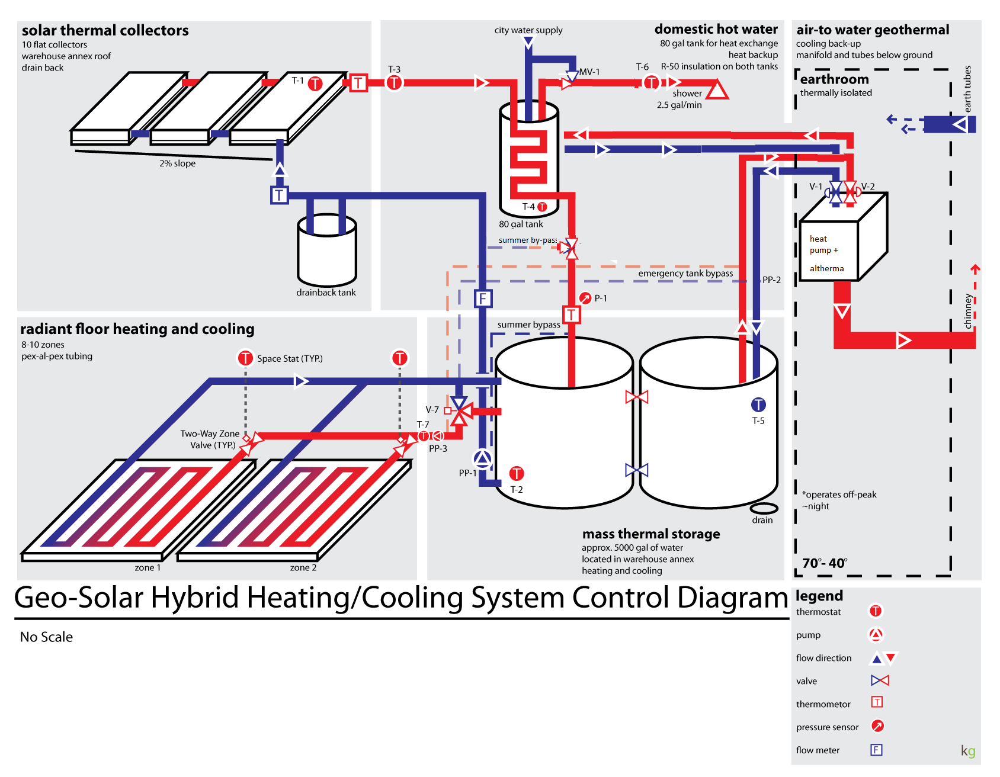 solar thermal collectors
10 flat collectors
warehouse annex roof
drain back
T-1
T
T
T-3
T
2% slope
T
drainback tank
city water supply
domestic hot water
80 gal tank for heat exchange
heat backup
R-50 insulation on both tanks
MV-1
T-6
T
shower
2.5 gal/min
T-4
T
80 gal tank
summer by-pass
emergency tank bypass
PP-2
F
P-1
T
air-to water geothermal
cooling back-up
manifold and tubes below ground
earthroom
thermally isolated
earth tubes
V-1
V-2
heat
pump +
altherma
chimney
*operates off-peak
~night
70°- 40°
radiant floor heating and cooling
8-10 zones
pex-al-pex tubing
T
Space Stat (TYP.)
T
Two-Way Zone
Valve (TYP.)
T-7
T
PP-3
V-7
zone 1
zone 2
summer bypass
PP-1
T
T-2
T
T-5
drain
mass thermal storage
approx. 5000 gal of water
located in warehouse annex
heating and cooling
Geo-Solar Hybrid Heating/Cooling System Control Diagram
No Scale
legend
thermostat
T
pump
flow direction
valve
thermometor
T
pressure sensor
flow meter
F
kg